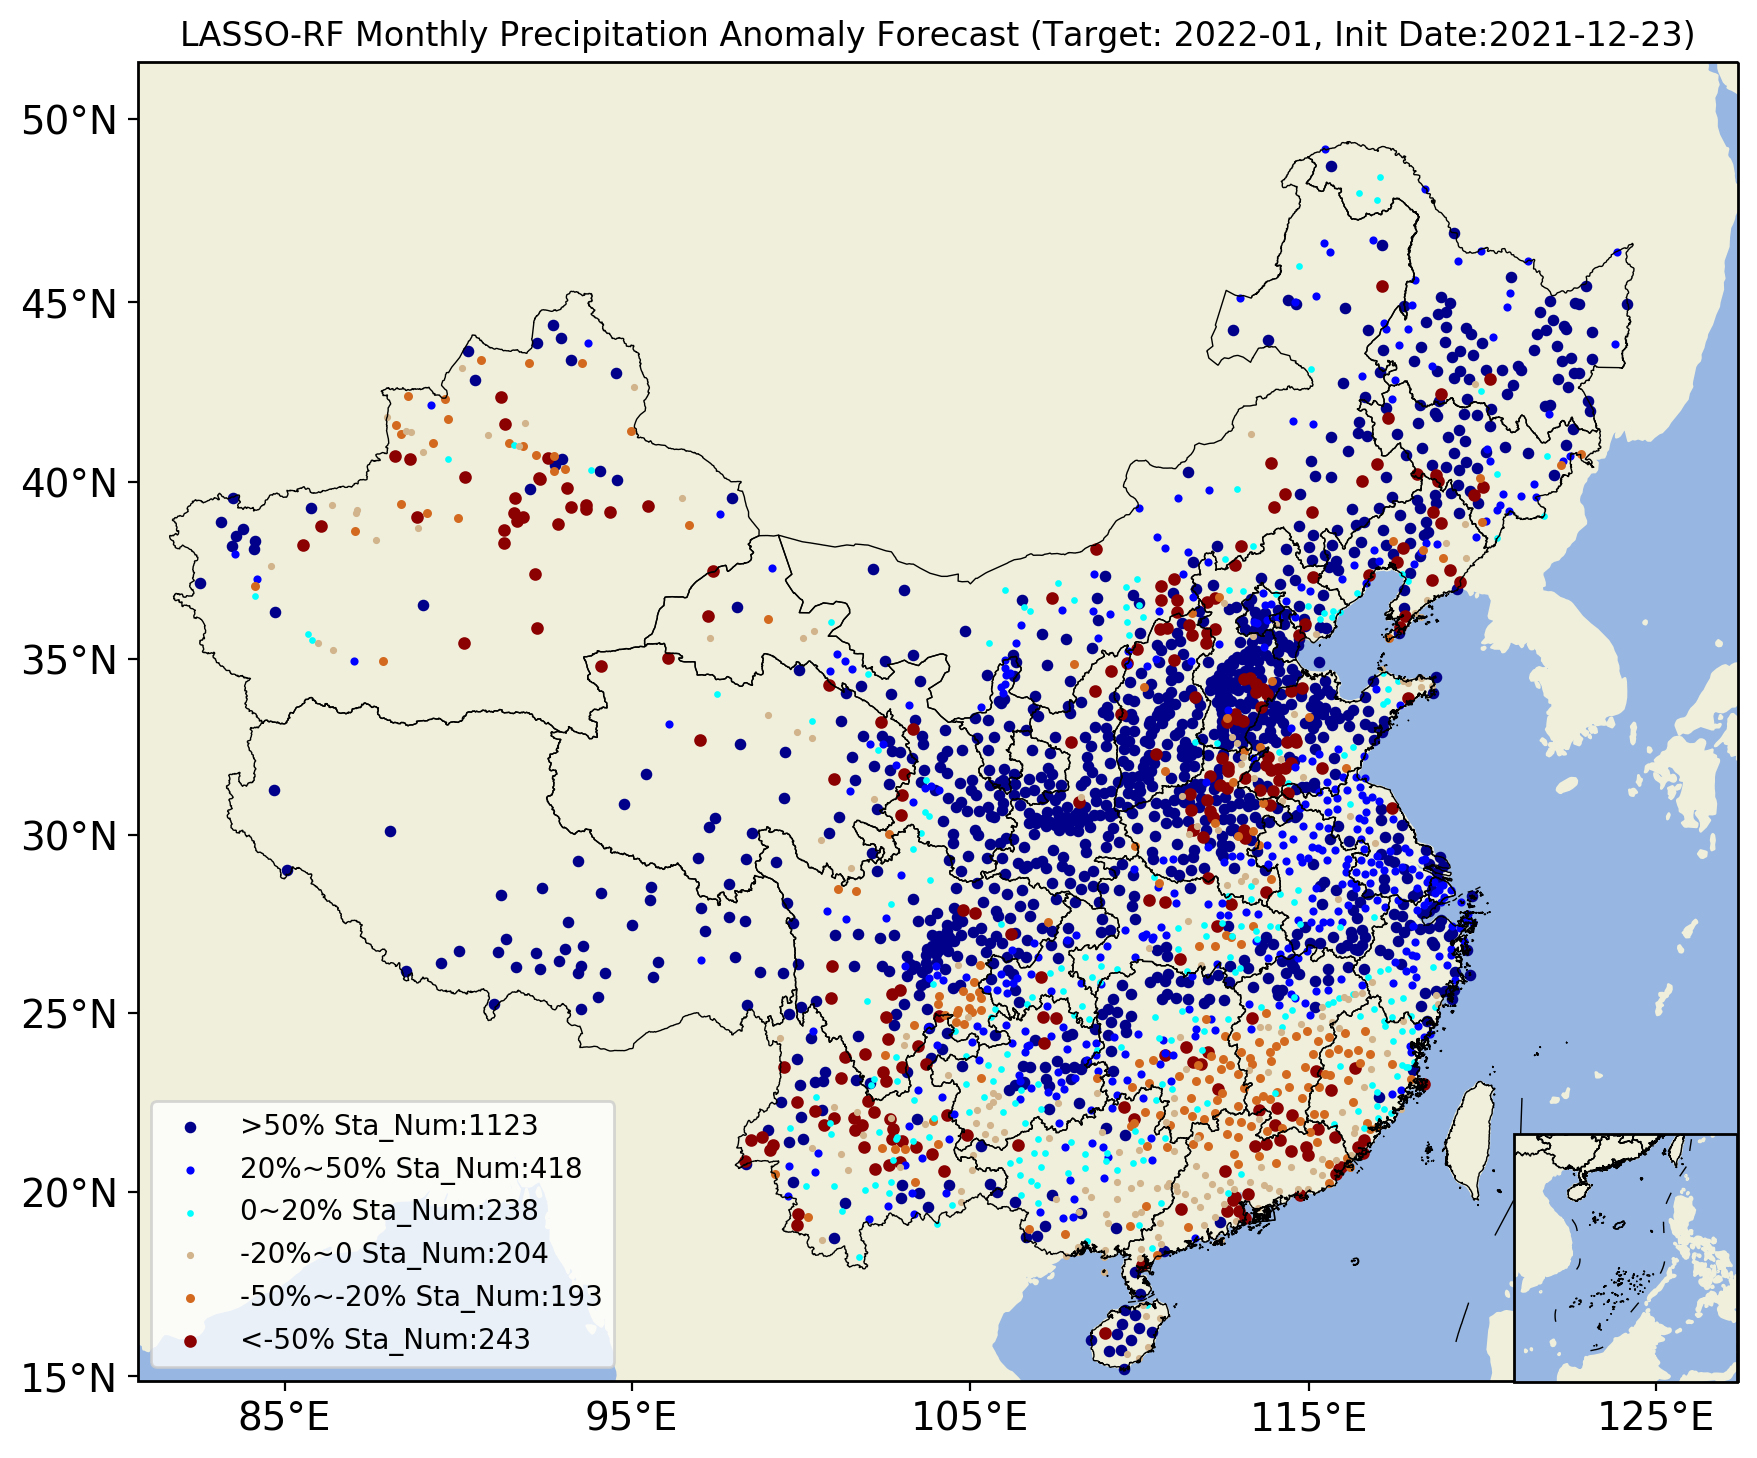 LASSO-RF Monthly Precipitation Anomaly Forecast (Target: 2022-01, Init Date:2021-12-23)
50°N
45°N
40°N
35°N
30°N
25°N
20°N
15°N
>50% Sta_Num:1123
20%~50% Sta_Num:418
0~20% Sta_Num:238
-20%~0 Sta_Num:204
-50%~-20% Sta_Num:193
<-50% Sta_Num:243
85°E 95°E 105°E 115°E 125°E